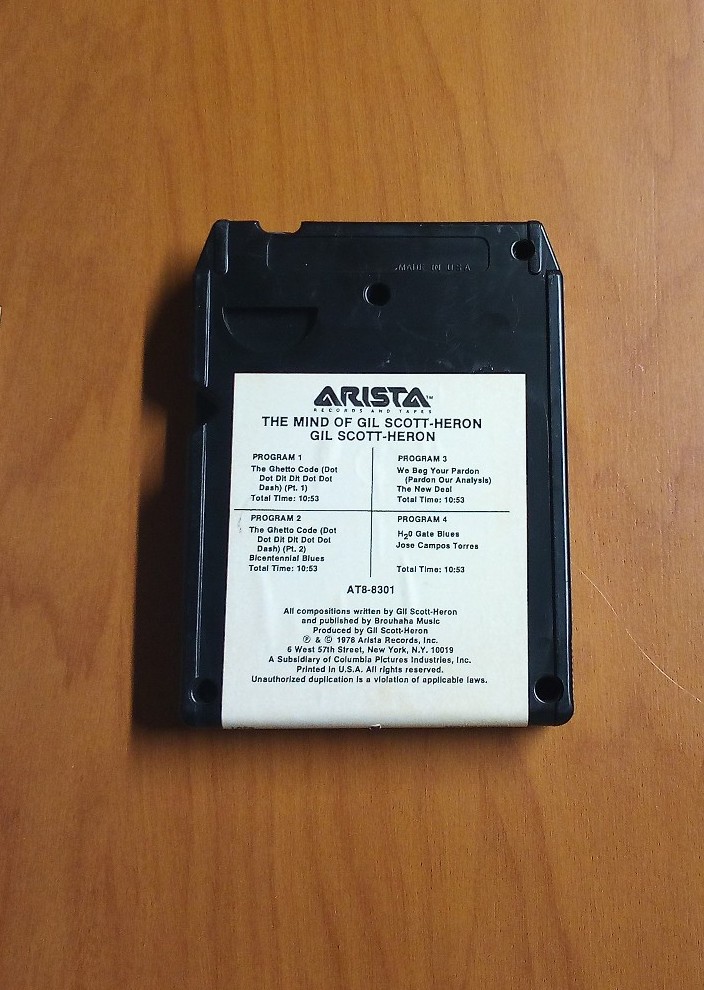 MADE IN U.S.A
ARISTA™
RECORDS AND TAPES
THE MIND OF GIL SCOTT-HERON
GIL SCOTT-HERON
PROGRAM 1
The Ghetto Code (Dot
Dot Dit Dit Dot Dot
Dash) (Pt. 1)
Total Time: 10:53
PROGRAM 2
The Ghetto Code (Dot
Dot Dit Dit Dot Dot
Dash) (Pt. 2)
Bicentennial Blues
Total Time: 10:53
PROGRAM 3
We Beg Your Pardon
(Pardon Our Analysis)
The New Deal
Total Time: 10:53
PROGRAM 4
H₂0 Gate Blues
Jose Campos Torres
Total Time: 10:53
AT8-8301
All compositions written by Gil Scott-Heron
and published by Brouhaha Music
Produced by Gil Scott-Heron
℗ & © 1978 Arista Records, Inc.
6 West 57th Street, New York, N.Y. 10019
A Subsidiary of Columbia Pictures Industries, Inc.
Printed in U.S.A. All rights reserved.
Unauthorized duplication is a violation of applicable laws.